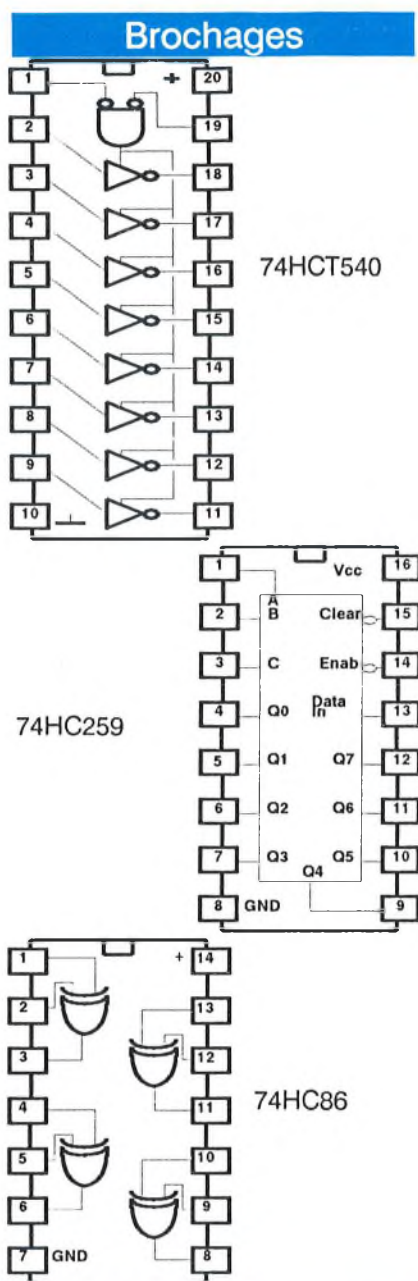 Brochages
1 + 20
2 19
3 18
4 17
5 16
74HCT540
6 15
7 14
8 13
9 12
10 11
1 Vcc 16
A
2 B Clear 15
3 C Enab 14
4 Q0 Data In 13
74HC259
5 Q1 Q7 12
6 Q2 Q6 11
7 Q3 Q5 10
Q4
8 GND 9
1 + 14
2 13
3 12
4 11
74HC86
5 10
6 9
7 GND 8